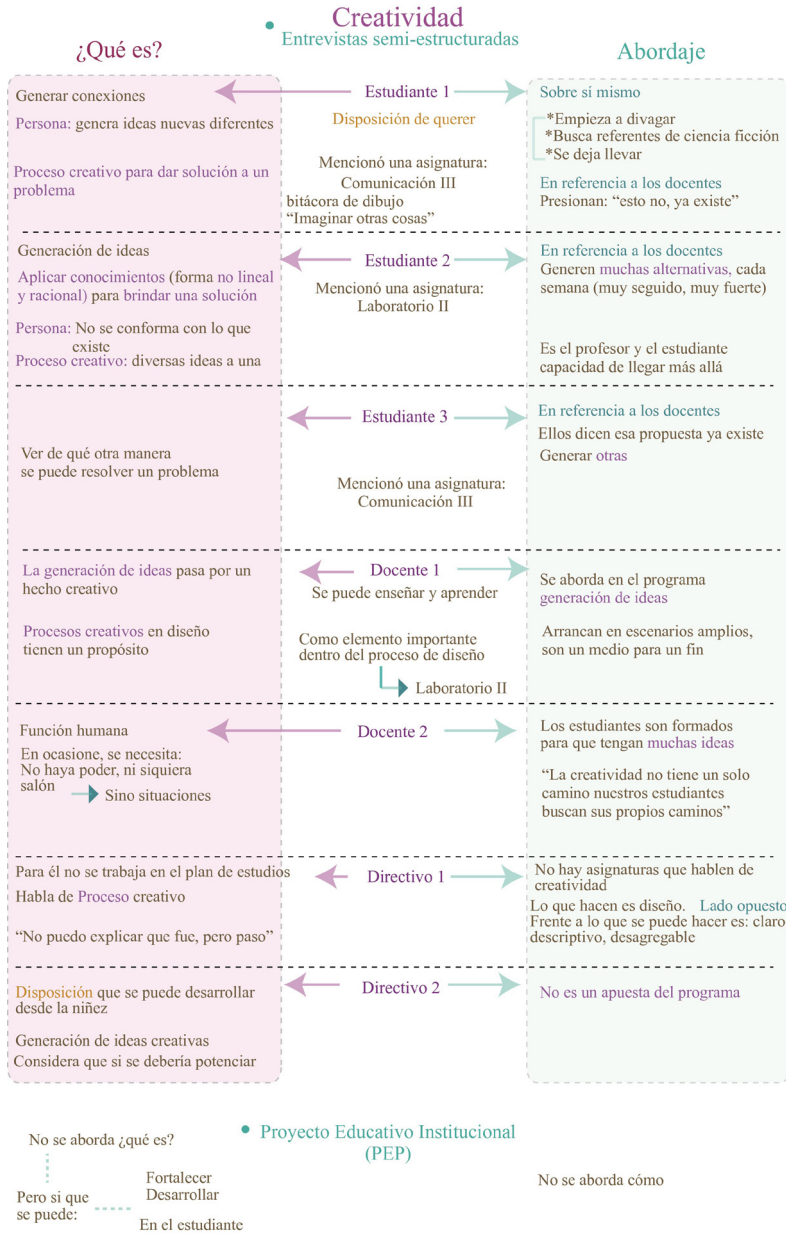 Creatividad
• Entrevistas semi-estructuradas
¿Qué es?
Abordaje
Generar conexiones
Persona: genera ideas nuevas diferentes
Proceso creativo para dar solución a un
problema
Estudiante 1
Disposición de querer
Mencionó una asignatura:
Comunicación III
bitácora de dibujo
“Imaginar otras cosas”
Sobre sí mismo
*Empieza a divagar
*Busca referentes de ciencia ficción
*Se deja llevar
En referencia a los docentes
Presionan: “esto no, ya existe”
Generación de ideas
Aplicar conocimientos (forma no lineal
y racional) para brindar una solución
Persona: No se conforma con lo que
existe
Proceso creativo: diversas ideas a una
Estudiante 2
Mencionó una asignatura:
Laboratorio II
En referencia a los docentes
Generen muchas alternativas, cada
semana (muy seguido, muy fuerte)
Es el profesor y el estudiante
capacidad de llegar más allá
Ver de qué otra manera
se puede resolver un problema
Estudiante 3
Mencionó una asignatura:
Comunicación III
En referencia a los docentes
Ellos dicen esa propuesta ya existe
Generar otras
La generación de ideas pasa por un
hecho creativo
Procesos creativos en diseño
tienen un propósito
Docente 1
Se puede enseñar y aprender
Como elemento importante
dentro del proceso de diseño
Laboratorio II
Se aborda en el programa
generación de ideas
Arrancan en escenarios amplios,
son un medio para un fin
Función humana
En ocasione, se necesita:
No haya poder, ni siquiera
salón
Sino situaciones
Docente 2
Los estudiantes son formados
para que tengan muchas ideas
“La creatividad no tiene un solo
camino nuestros estudiantes
buscan sus propios caminos”
Para él no se trabaja en el plan de estudios
Habla de Proceso creativo
“No puedo explicar que fue, pero paso”
Directivo 1
No hay asignaturas que hablen de
creatividad
Lo que hacen es diseño. Lado opuesto
Frente a lo que se puede hacer es: claro
descriptivo, desagregable
Disposición que se puede desarrollar
desde la niñez
Generación de ideas creativas
Considera que si se debería potenciar
Directivo 2
No es un apuesta del programa
• Proyecto Educativo Institucional
(PEP)
No se aborda ¿qué es?
Pero si que
se puede:
Fortalecer
Desarrollar
En el estudiante
No se aborda cómo